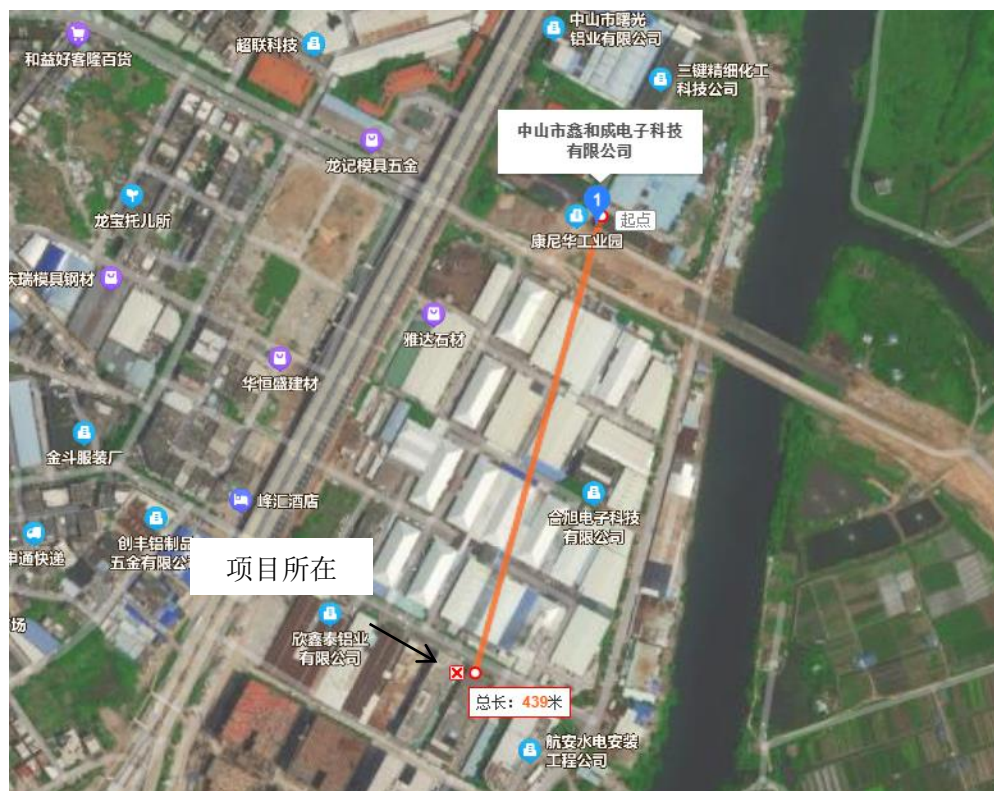 中山市曙光
铝业有限公司
超联科技
和益好客隆百货
三键精细化工
科技公司
中山市鑫和成电子科技
有限公司
龙记模具五金
1
起点
龙宝托儿所
康尼华工业园
庆瑞模具钢材
雅达石材
华恒盛建材
金斗服装厂
峰汇酒店
合旭电子科技
有限公司
创丰铝制品
五金有限公
申通快递
项目所在
场
欣鑫泰铝业
有限公司
总长：439米
航安水电安装
工程公司